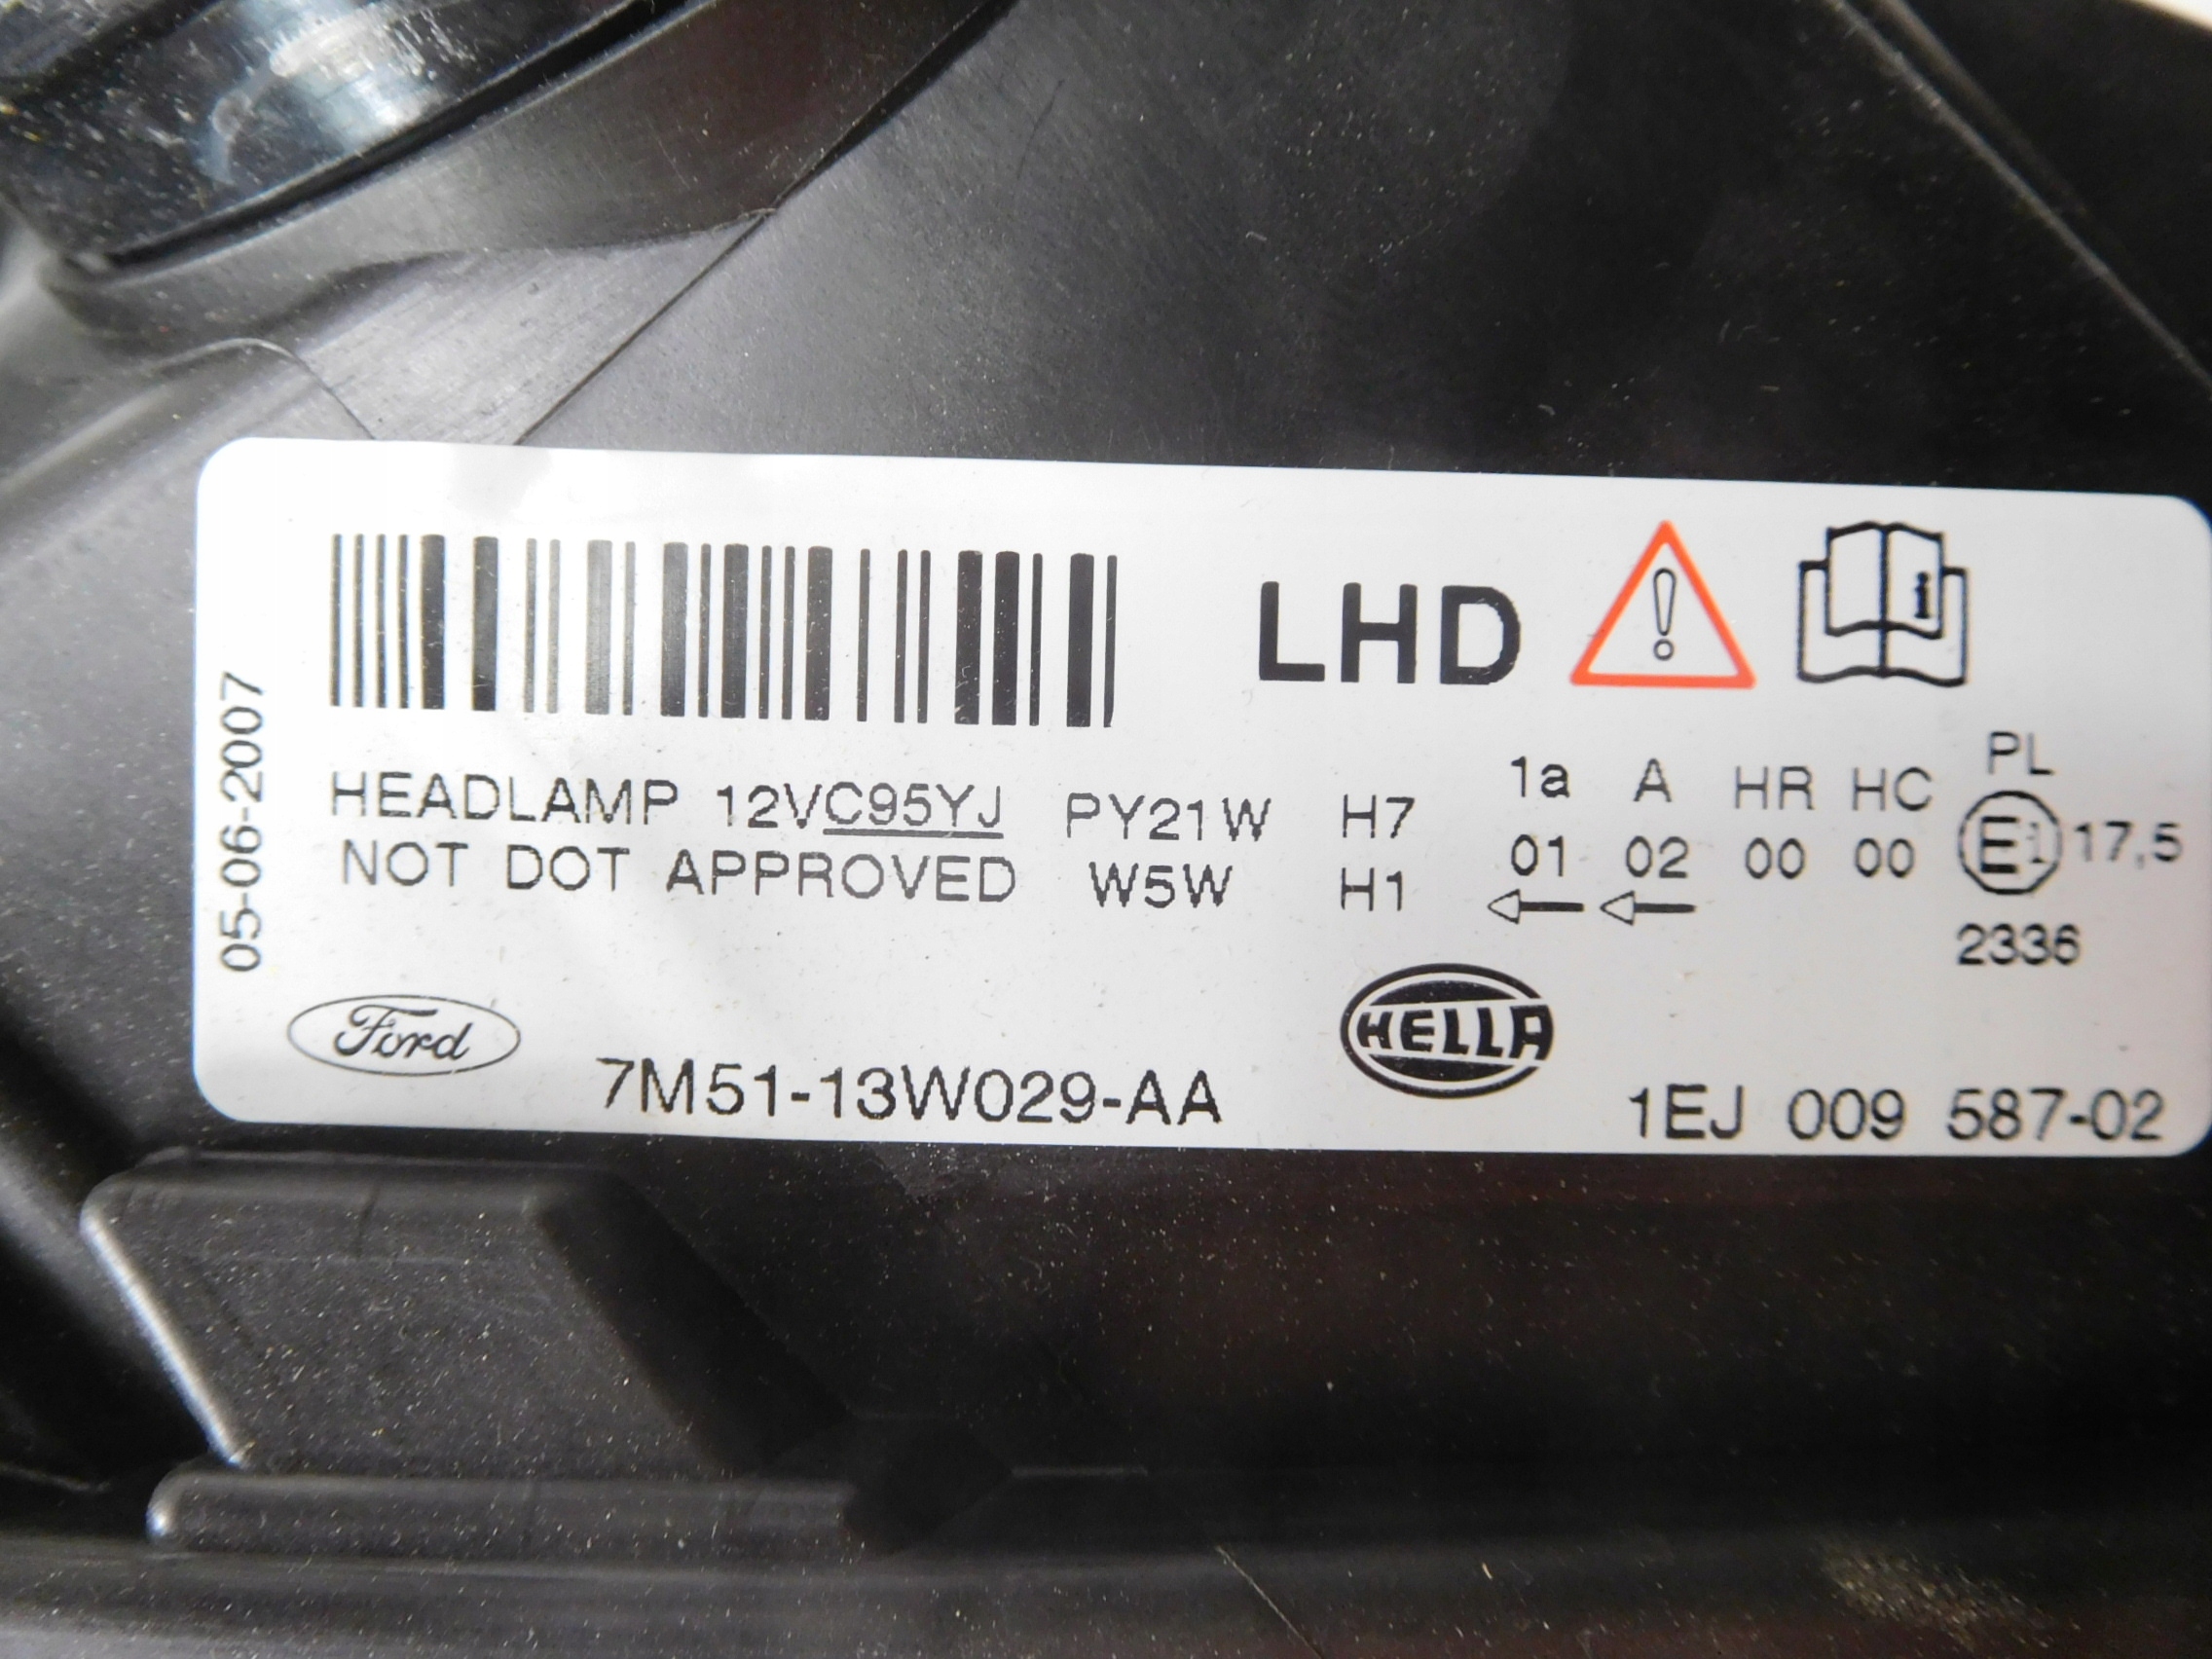 LHD
05-06-2007
HEADLAMP 12VC95YJ PY21W H7 1a A HR HC PL
NOT DOT APPROVED W5W H1 01 02 00 00 E1 17,5
2336
Ford
7M51-13W029-AA
HELLA
1EJ 009 587-02